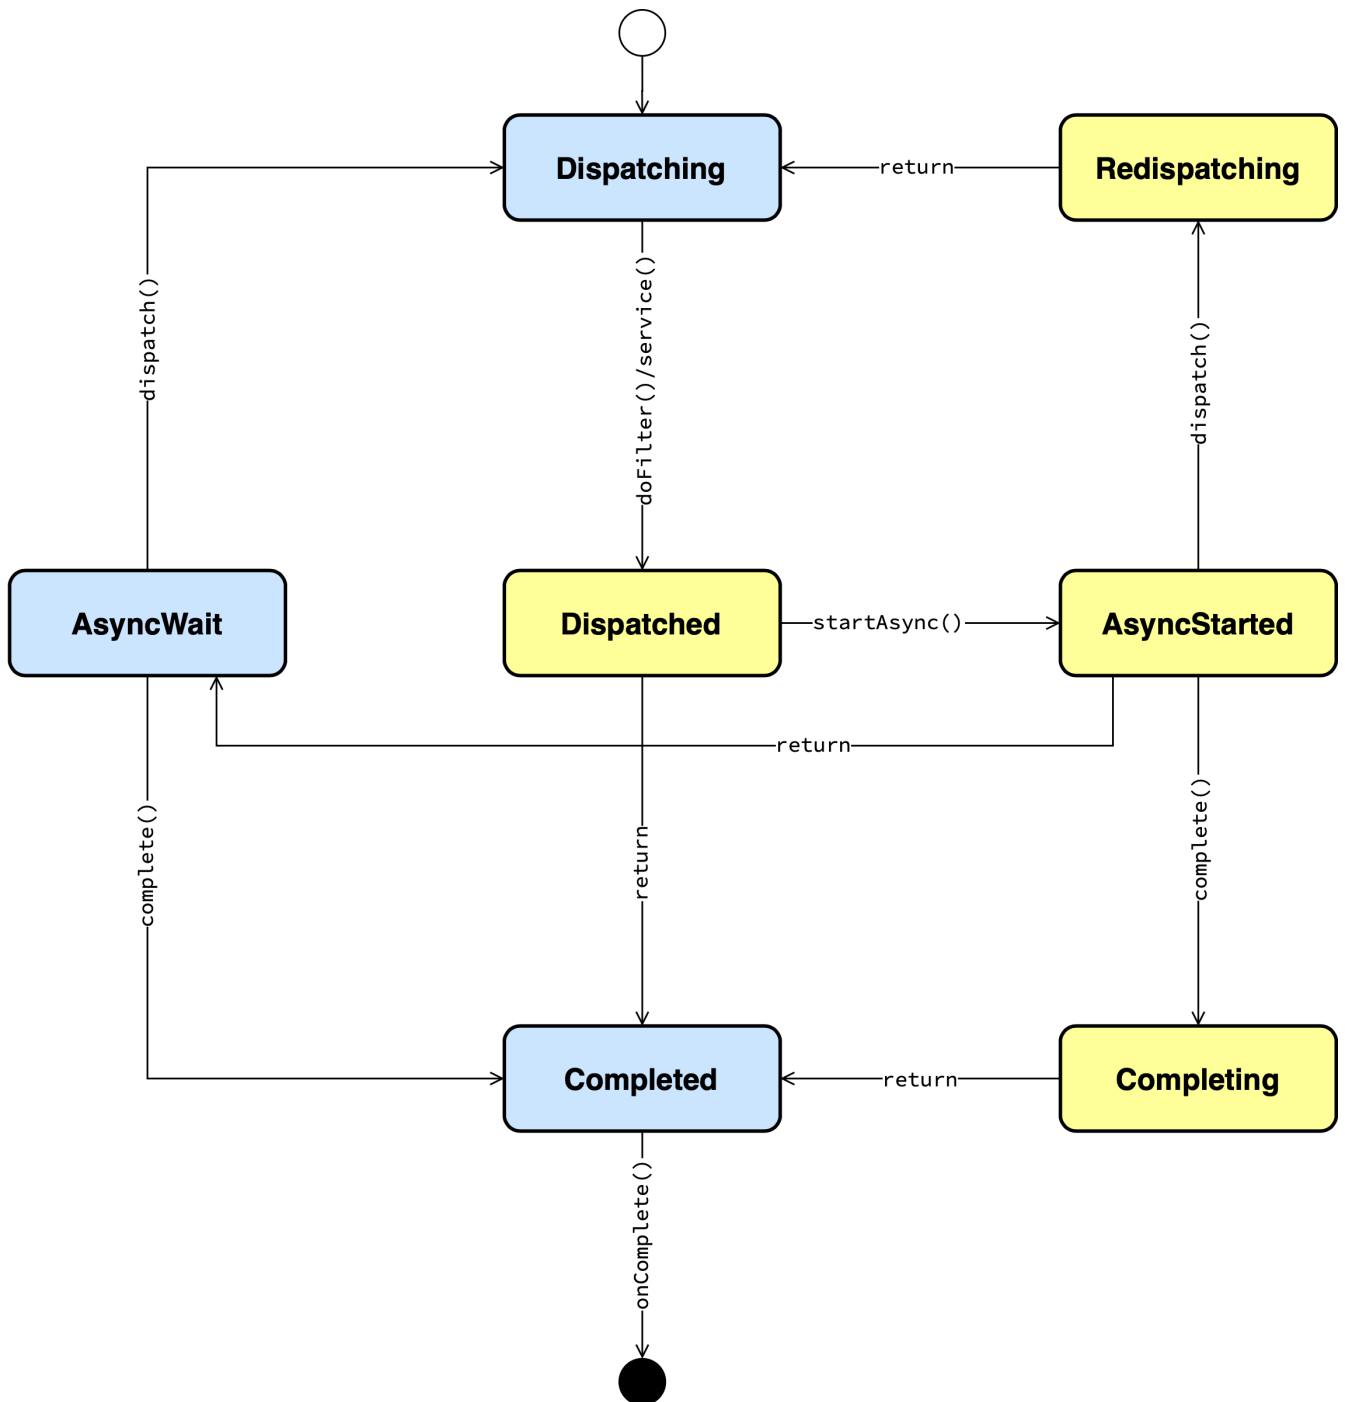 Dispatching
return
Redispatching
dispatch()
doFilter()/service()
dispatch()
AsyncWait
Dispatched
startAsync()
AsyncStarted
return
complete()
return
complete()
Completed
return
Completing
onComplete()